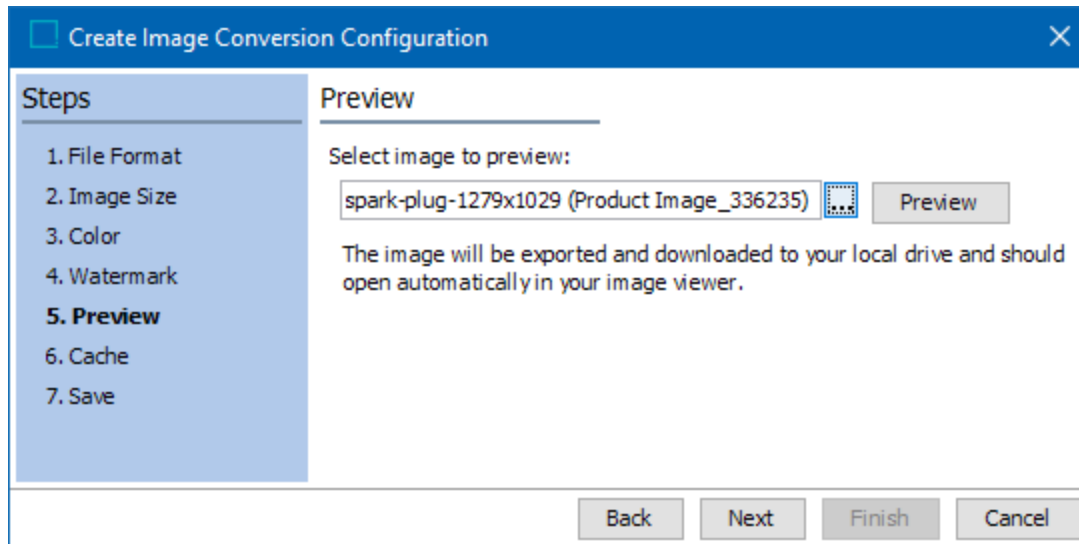 Create Image Conversion Configuration
Steps
1. File Format
2. Image Size
3. Color
4. Watermark
5. Preview
6. Cache
7. Save
Preview
Select image to preview:
spark-plug-1279x1029 (Product Image_336235)
...
Preview
The image will be exported and downloaded to your local drive and should
open automatically in your image viewer.
Back
Next
Finish
Cancel